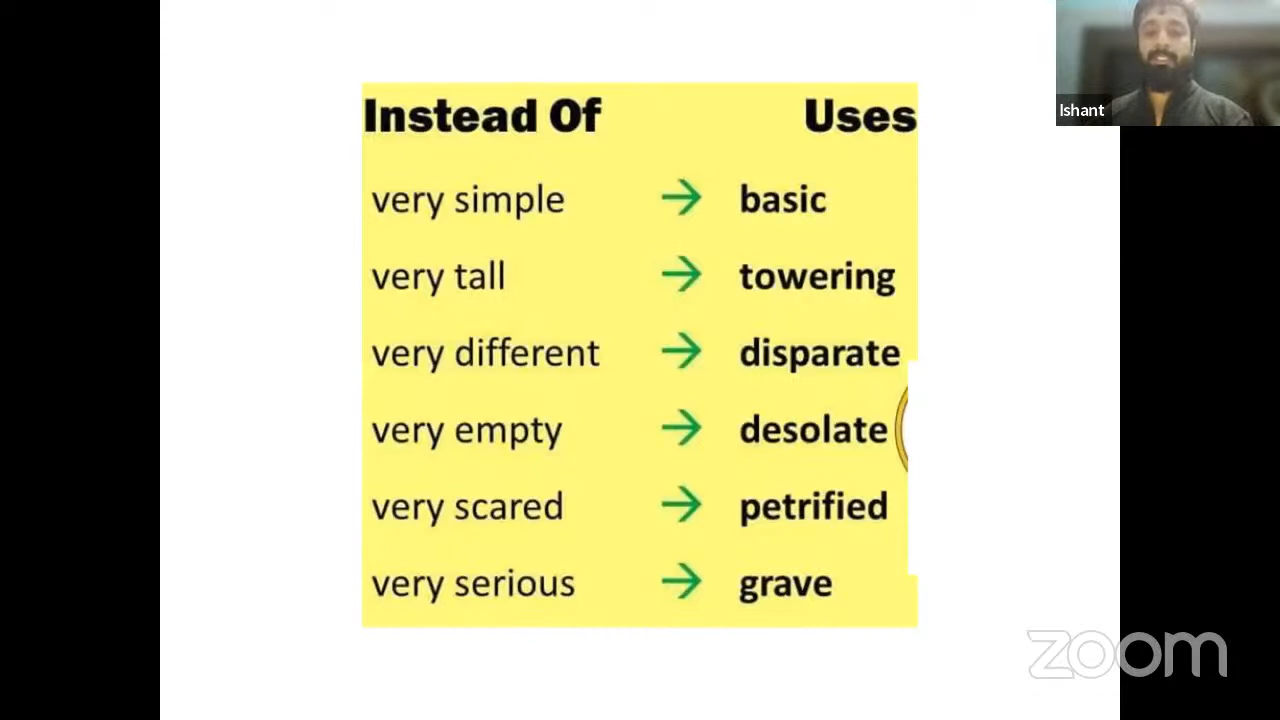 Instead Of Uses
Ishant
very simple → basic
very tall → towering
very different → disparate
very empty → desolate
very scared → petrified
very serious → grave
zoom